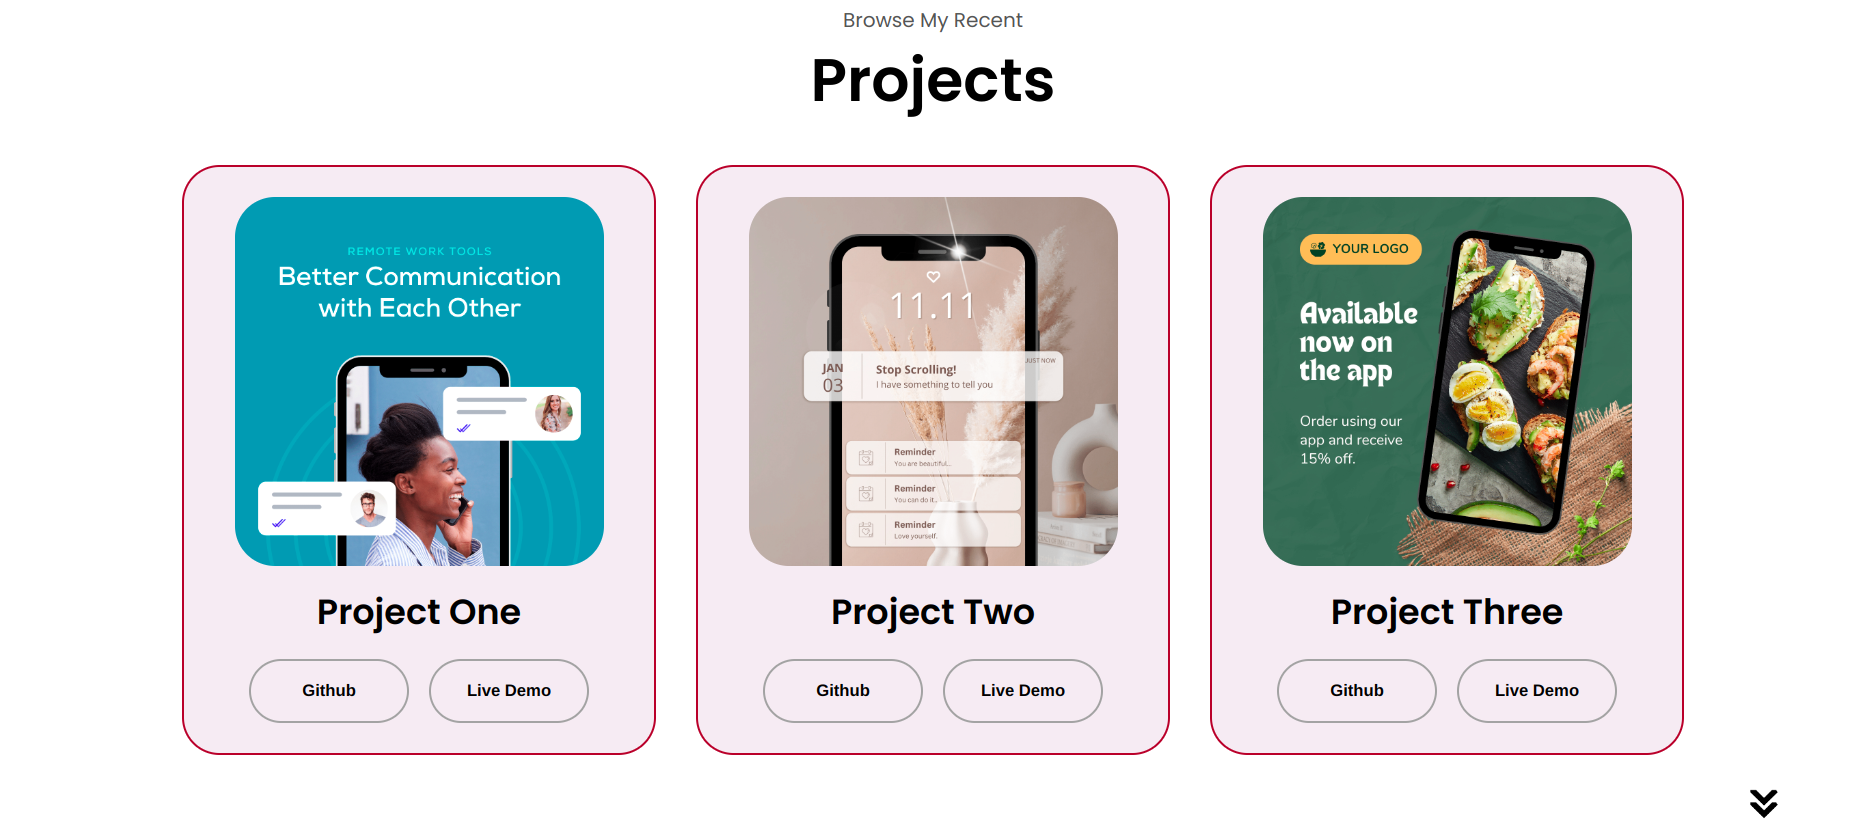 Browse My Recent
Projects
REMOTE WORK TOOLS
Better Communication
with Each Other
Project One
Github
Live Demo
11.11
JAN
03
JUST NOW
Stop Scrolling!
I have something to tell you
Reminder
You are beautiful...
Reminder
You can do it...
Reminder
Love yourself.
Project Two
Github
Live Demo
YOUR LOGO
Available
now on
the app
Order using our
app and receive
15% off.
Project Three
Github
Live Demo